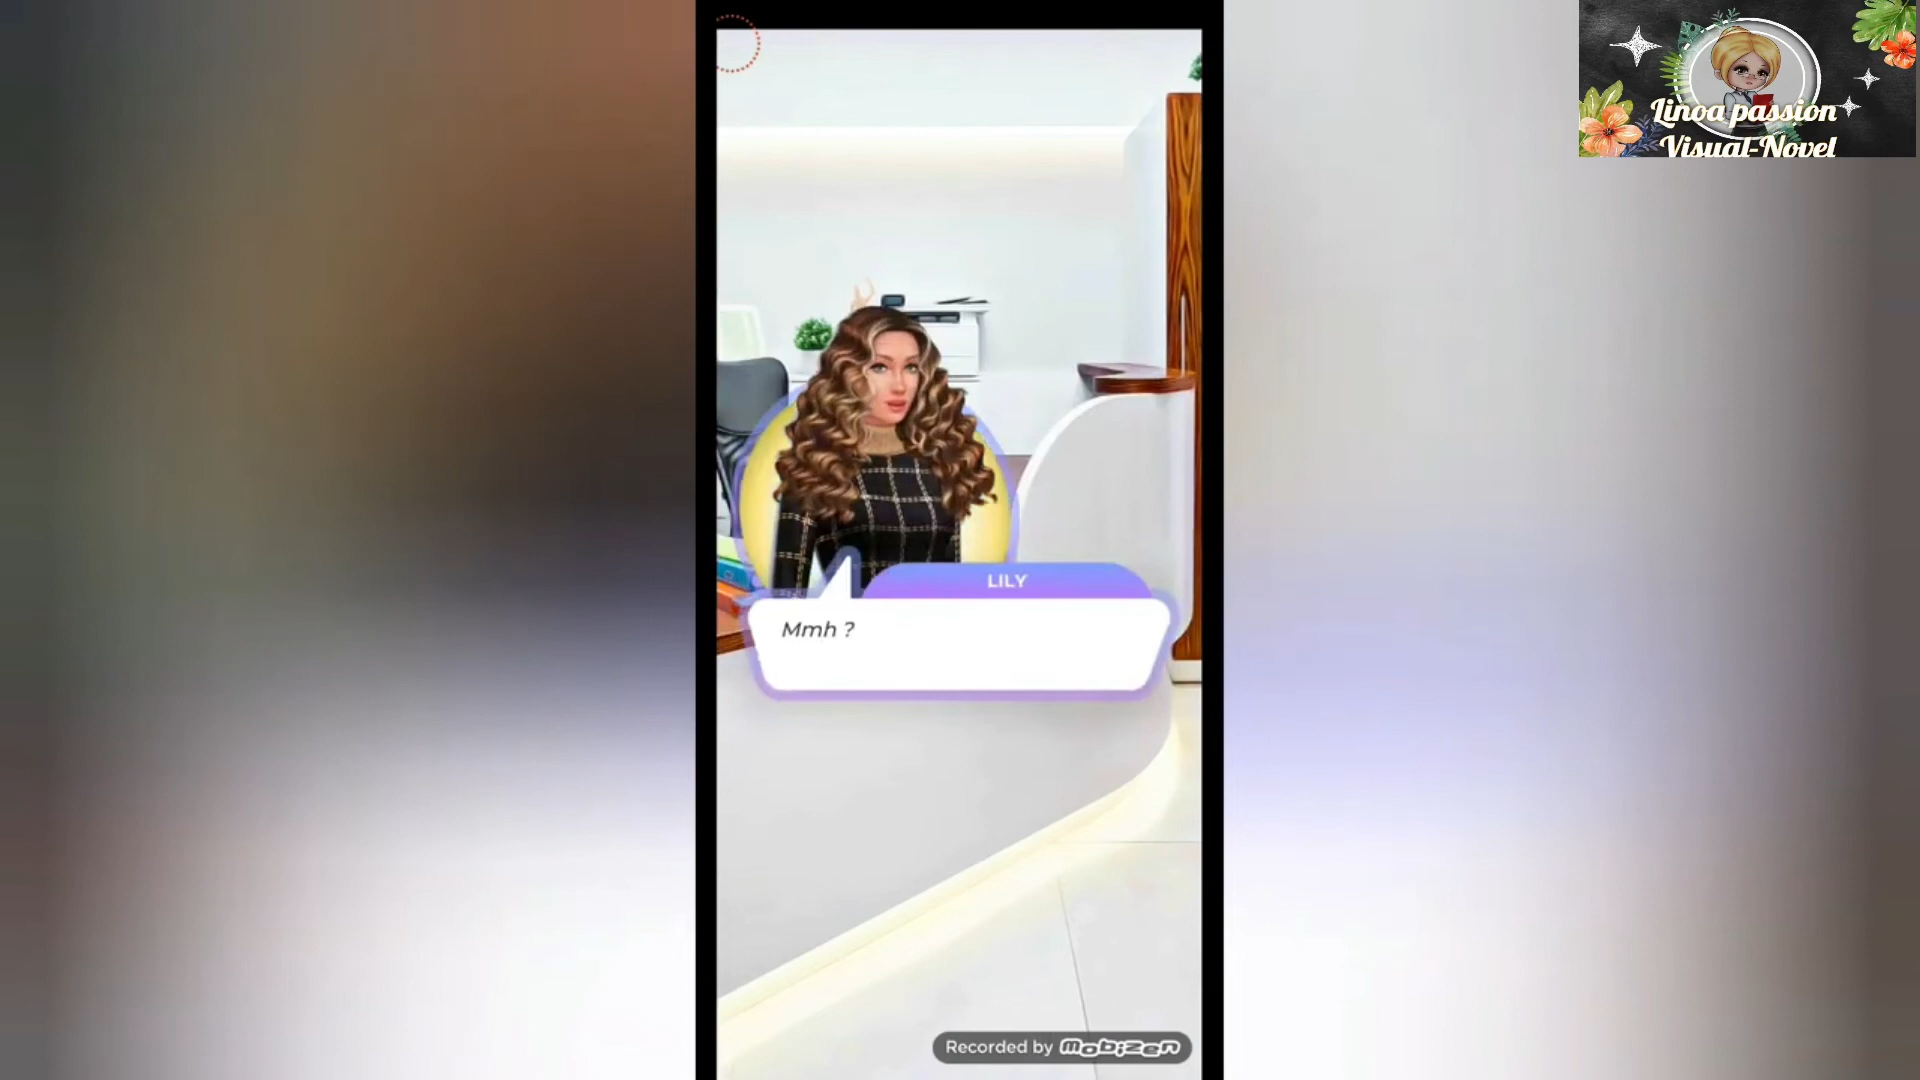 Linoa passion
Visual-Novel
LILY
Mmh ?
Recorded by mobizen